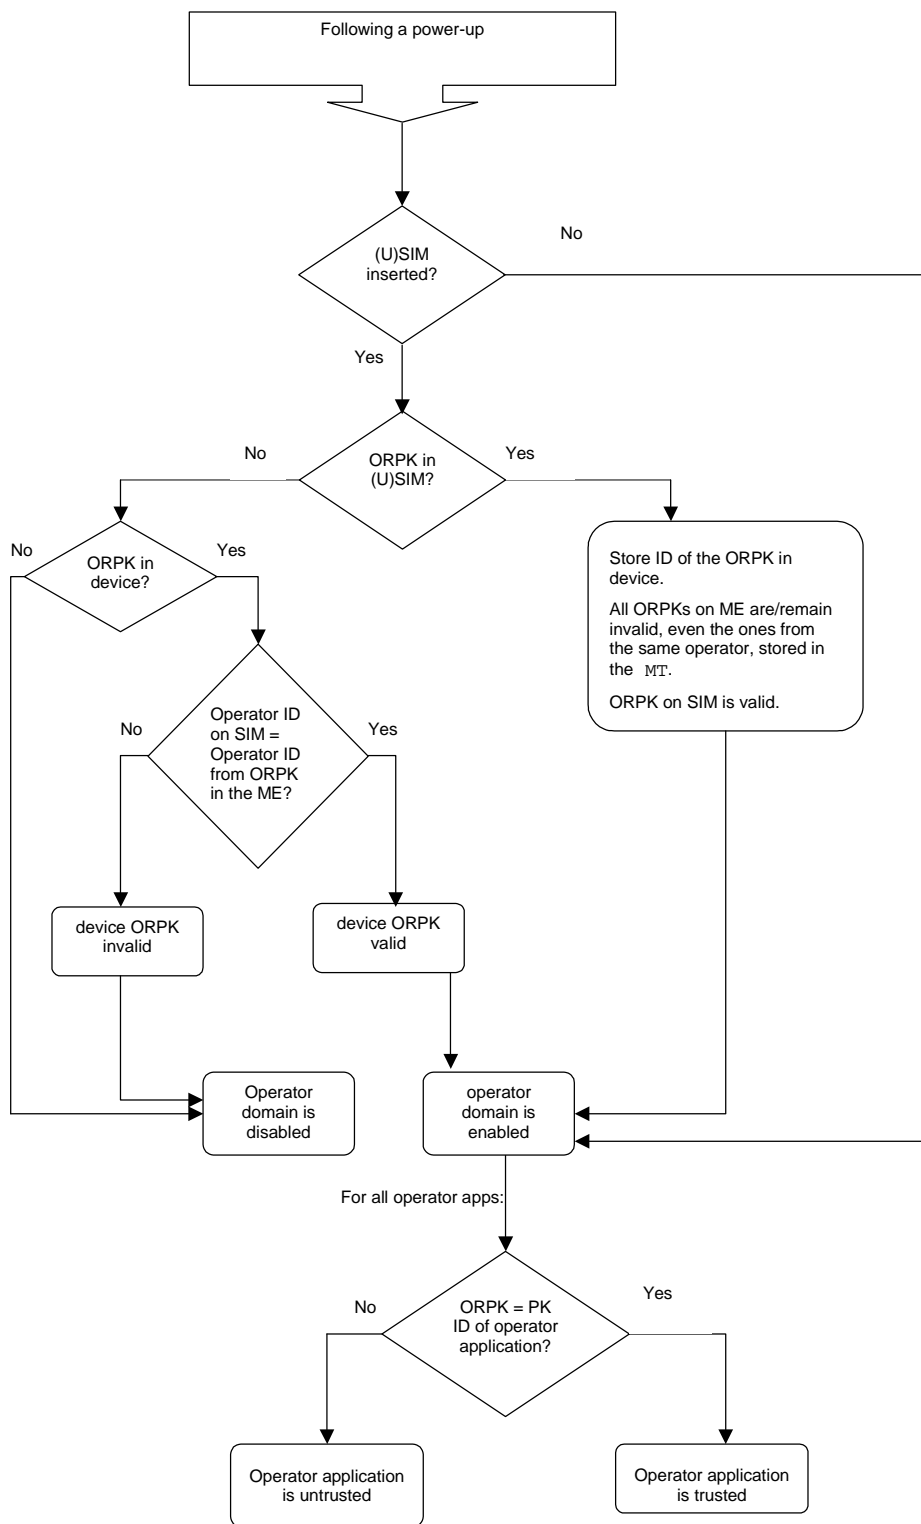 Following a power-up
(U)SIM
inserted?
No
Yes
ORPK in
(U)SIM?
No
Yes
ORPK in
device?
No
Yes
Store ID of the ORPK in
device.
All ORPKs on ME are/remain
invalid, even the ones from
the same operator, stored in
the MT.
ORPK on SIM is valid.
Operator ID
on SIM =
Operator ID
from ORPK
in the ME?
No
Yes
device ORPK
invalid
device ORPK
valid
Operator
domain is
disabled
operator
domain is
enabled
For all operator apps:
ORPK = PK
ID of operator
application?
No
Yes
Operator application
is untrusted
Operator application
is trusted